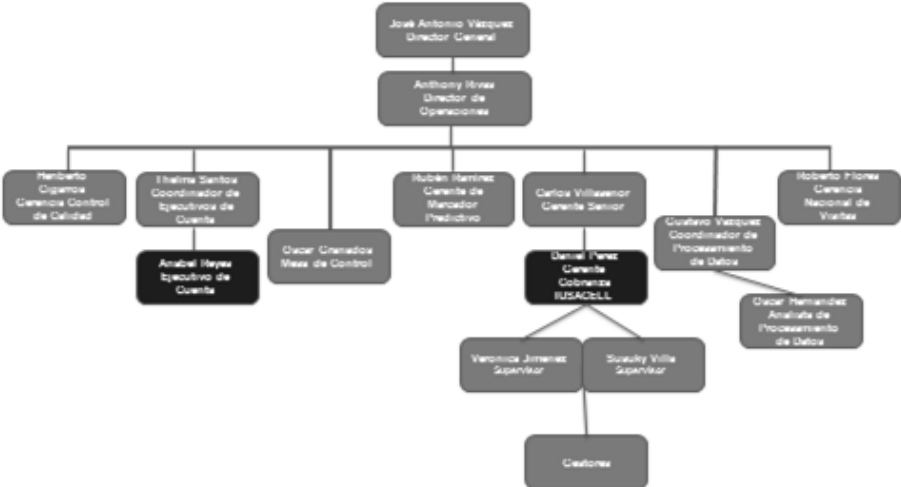 José Antonio Vázquez
Director General
Anthony Rivas
Director de
Operaciones
Heriberto
Cigarroa
Gerencia Control
de Calidad
Thelma Santos
Coordinador de
Ejecutivos de
Cuenta
Rubén Ramírez
Gerente de
Marcador
Predictivo
Carlos Villasenor
Gerente Senior
Roberto Flores
Gerencia
Nacional de
Visitas
Gustavo Vazquez
Coordinador de
Procesamiento
de Datos
Oscar Granados
Mesa de Control
Anabel Reyes
Ejecutivo de
Cuenta
Daniel Perez
Gerente
Cobranza
IUSACELL
Oscar Hernandez
Analista de
Procesamiento
de Datos
Veronica Jimenez
Supervisor
Susuky Villa
Supervisor
Gestores